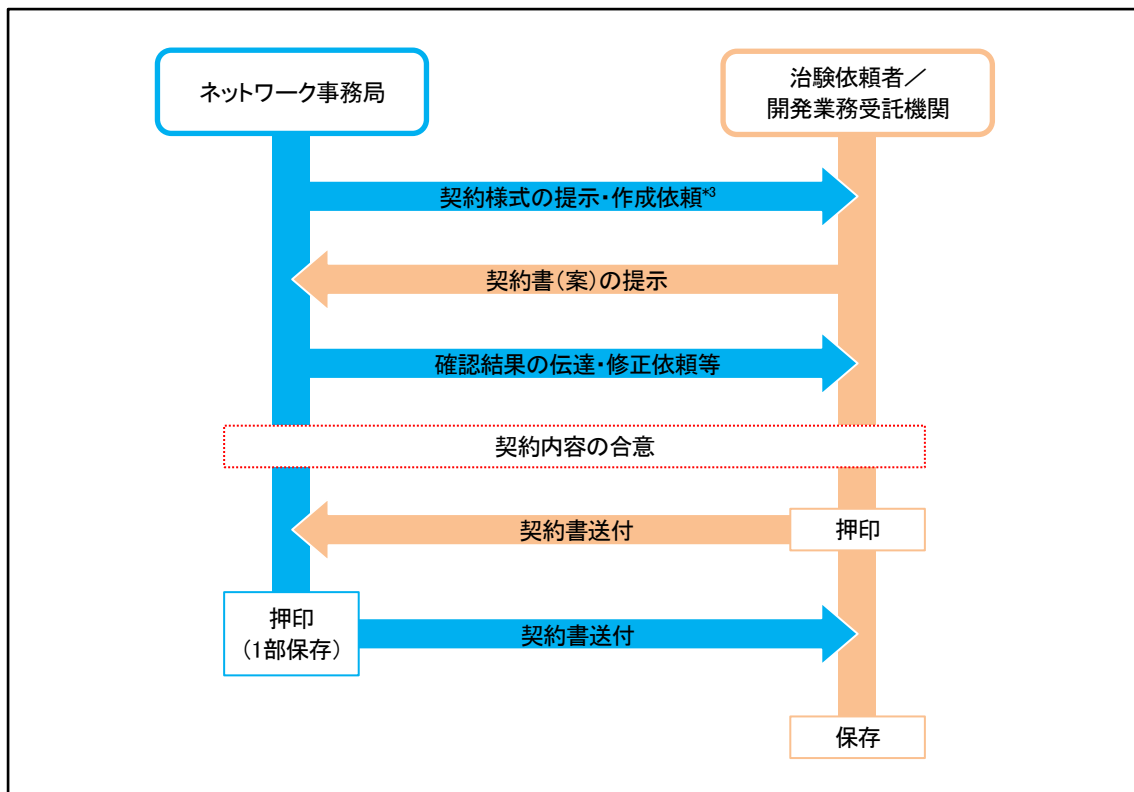 ネットワーク事務局
治験依頼者／
開発業務受託機関
契約様式の提示・作成依頼*3
契約書（案）の提示
確認結果の伝達・修正依頼等
契約内容の合意
契約書送付
押印
押印
（1部保存）
契約書送付
保存